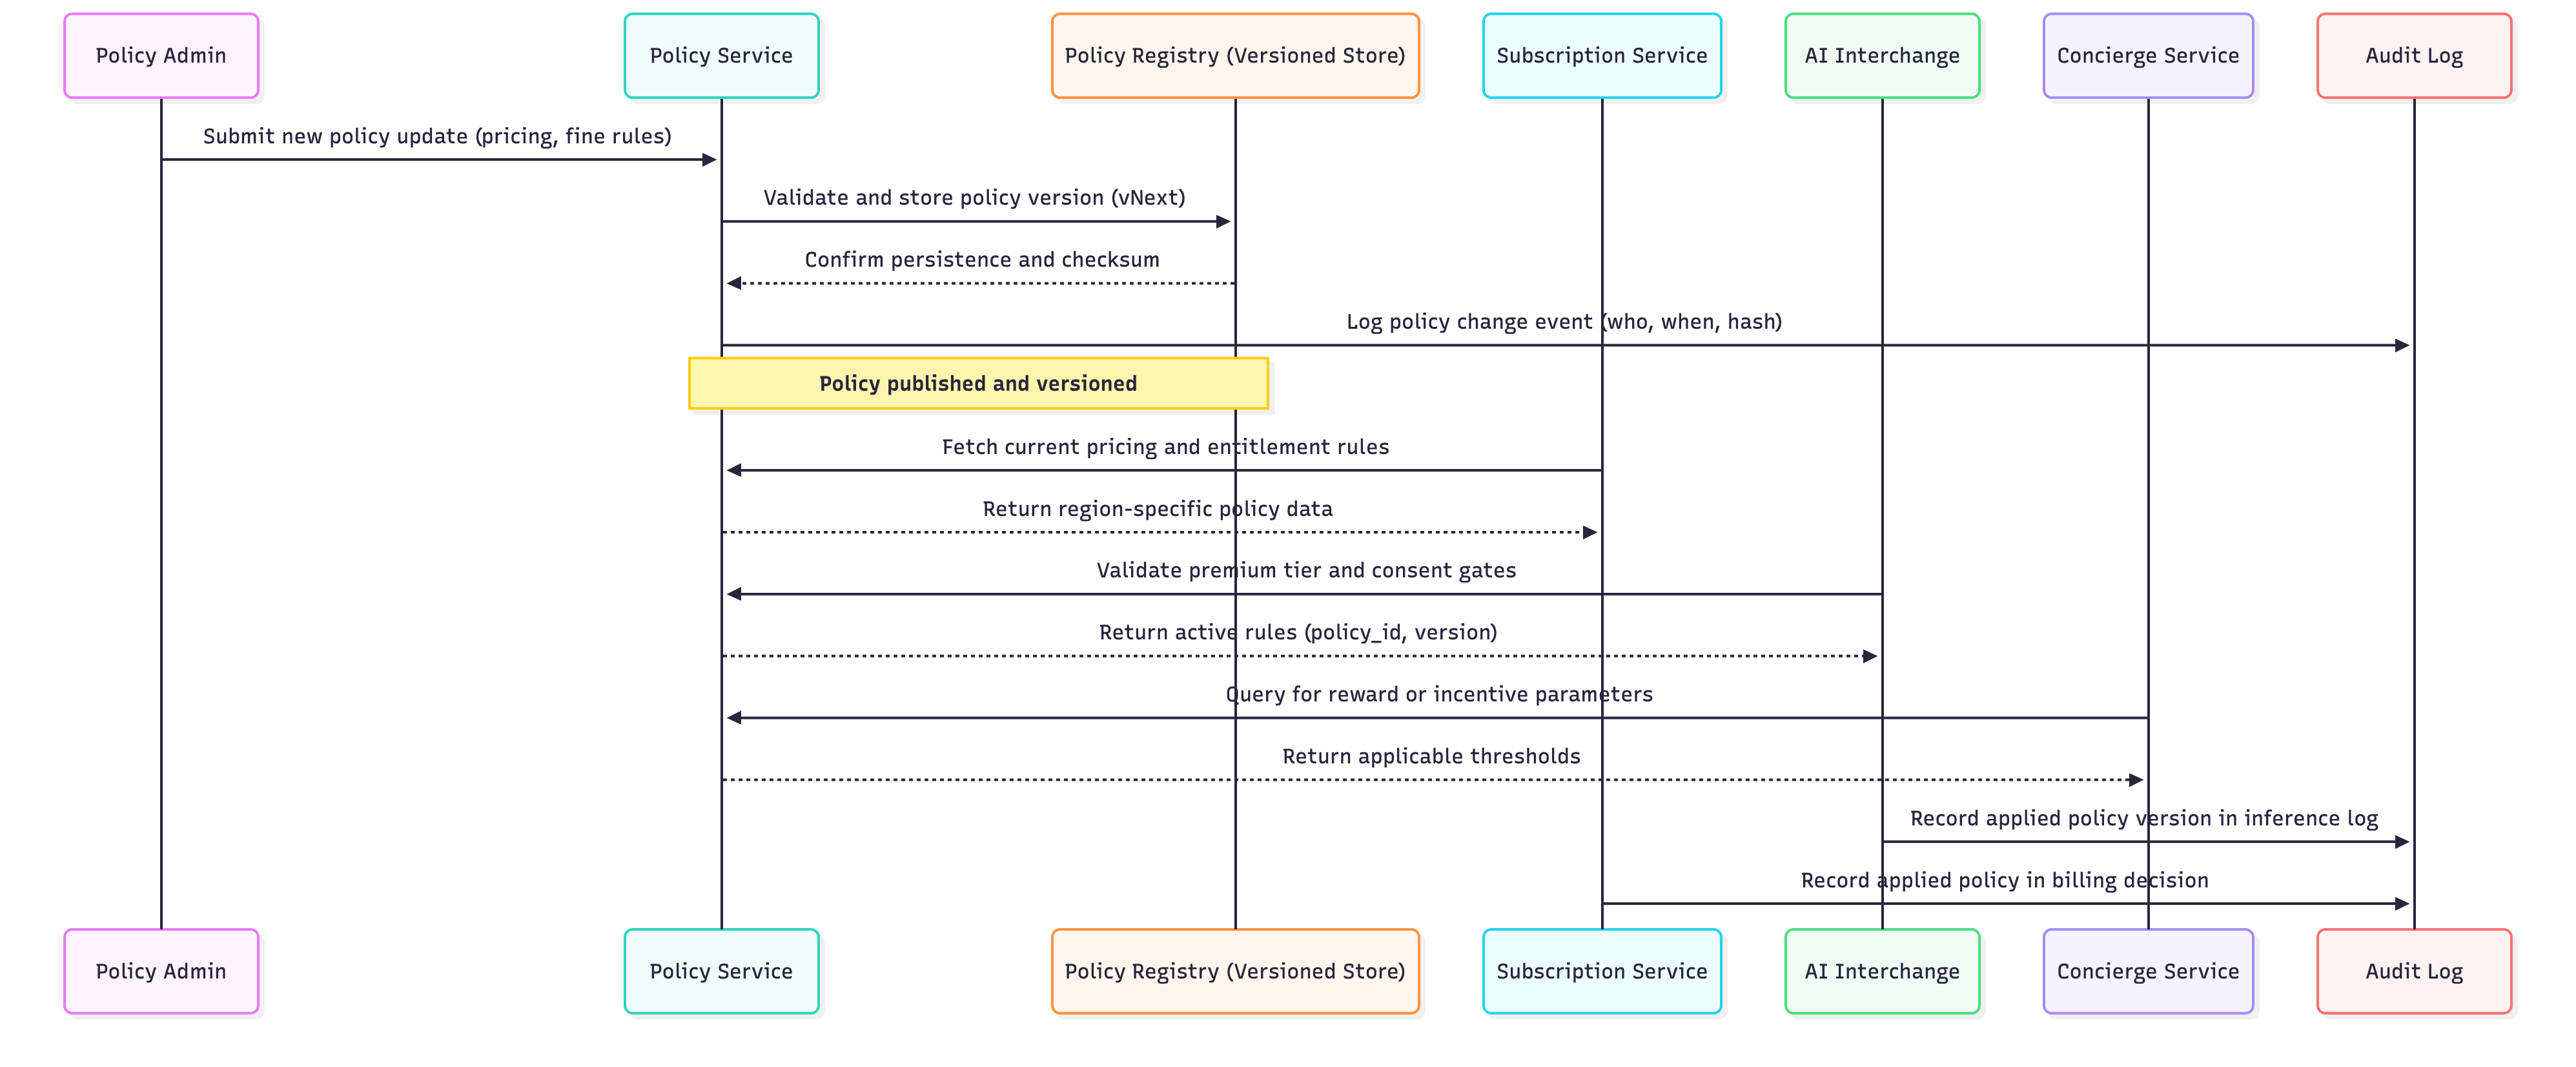 Policy Admin
Policy Service
Policy Registry (Versioned Store)
Subscription Service
AI Interchange
Concierge Service
Audit Log
Submit new policy update (pricing, fine rules)
Validate and store policy version (vNext)
Confirm persistence and checksum
Log policy change event (who, when, hash)
Policy published and versioned
Fetch current pricing and entitlement rules
Return region-specific policy data
Validate premium tier and consent gates
Return active rules (policy_id, version)
Query for reward or incentive parameters
Return applicable thresholds
Record applied policy version in inference log
Record applied policy in billing decision
Policy Admin
Policy Service
Policy Registry (Versioned Store)
Subscription Service
AI Interchange
Concierge Service
Audit Log